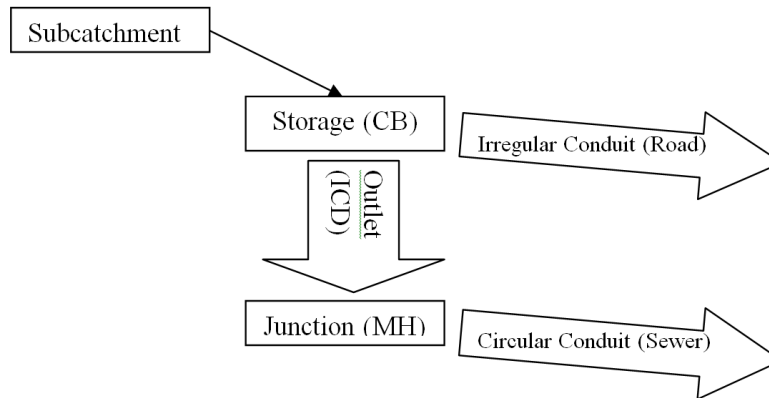 Subcatchment
Storage (CB)
Irregular Conduit (Road)
Outlet
(ICD)
Junction (MH)
Circular Conduit (Sewer)